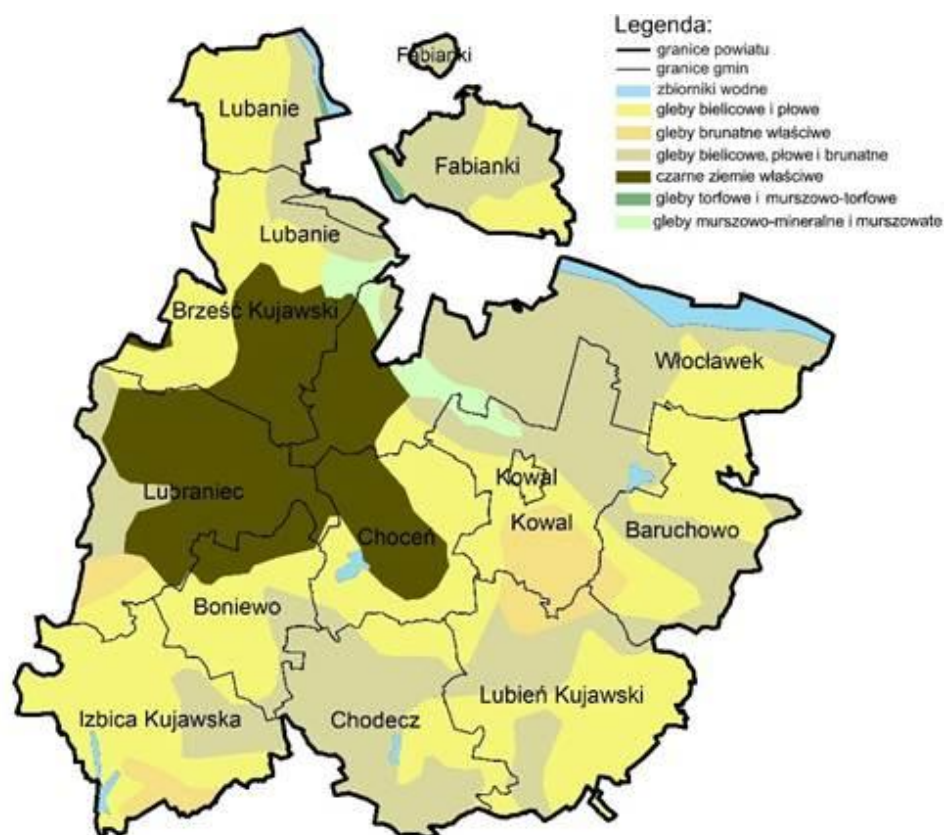 Legenda:
granice powiatu
granice gmin
zbiorniki wodne
gleby bielicowe i płowe
gleby brunatne właściwe
gleby bielicowe, płowe i brunatne
czarne ziemie właściwe
gleby torfowe i murszowo-torfowe
gleby murszowo-mineralne i murszowate
Fabianki
Lubanie
Fabianki
Lubanie
Brześć Kujawski
Włocławek
Kowal
Lubraniec
Choceń
Kowal
Baruchowo
Boniewo
Lubień Kujawski
Izbica Kujawska
Chodecz